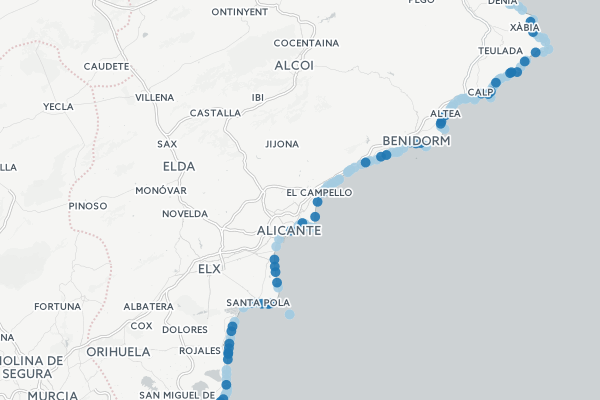 PEGO
DÉNIA
ONTINYENT
XÀBIA
COCENTAINA
TEULADA
CAUDETE
ALCOI
VILLENA
IBI
CALP
YECLA
CASTALLA
ALTEA
SAX
JIJONA
BENIDORM
ELDA
MONÓVAR
EL CAMPELLO
PINOSO
NOVELDA
ALICANTE
ELX
FORTUNA
ALBATERA
SANTA POLA
COX
DOLORES
ORIHUELA
ROJALES
MOLINA DE
SEGURA
MURCIA
SAN MIGUEL DE